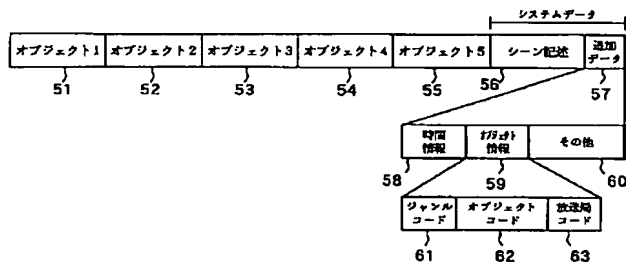 システムデータ
オブジェクト1 オブジェクト2 オブジェクト3 オブジェクト4 オブジェクト5 シーン記述 追加データ
51 52 53 54 55 56 57
時間情報 オブジェクト情報 その他
58 59 60
ジャンルコード オブジェクトコード 放送局コード
61 62 63